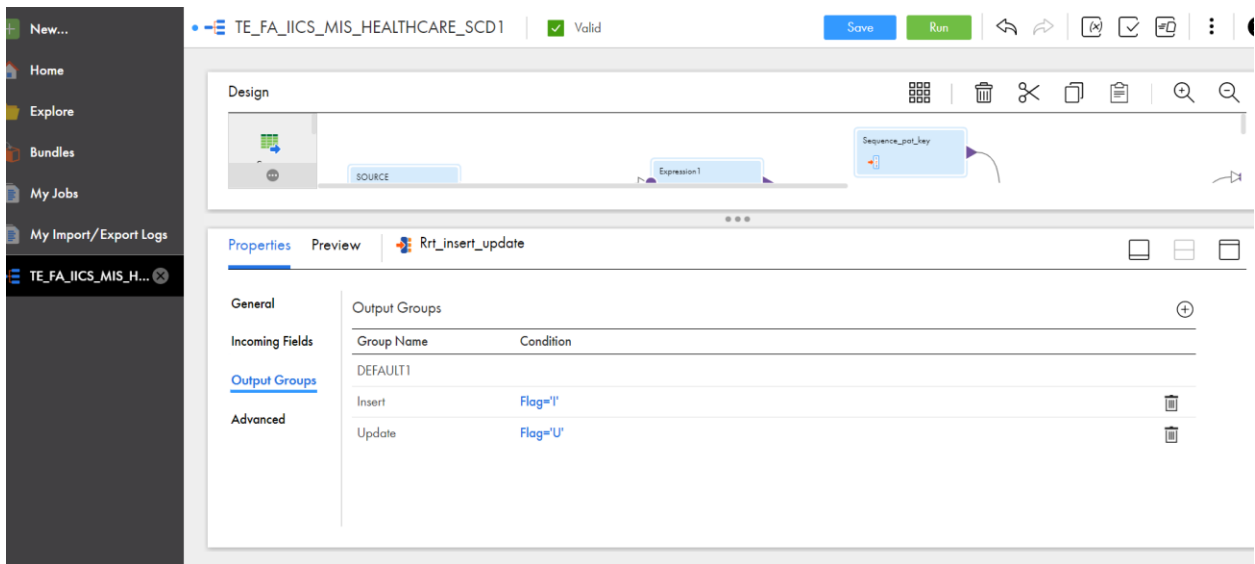 New...
TE_FA_IICS_MIS_HEALTHCARE_SCD1
Valid
Save
Run
Home
Explore
Bundles
My Jobs
My Import/Export Logs
TE_FA_IICS_MIS_H...
Design
SOURCE
Expression1
Sequence_pat_key
Properties
Preview
Rrt_insert_update
General
Incoming Fields
Output Groups
Advanced
Output Groups
Group Name
Condition
DEFAULT1
Insert
Flag='I'
Update
Flag='U'